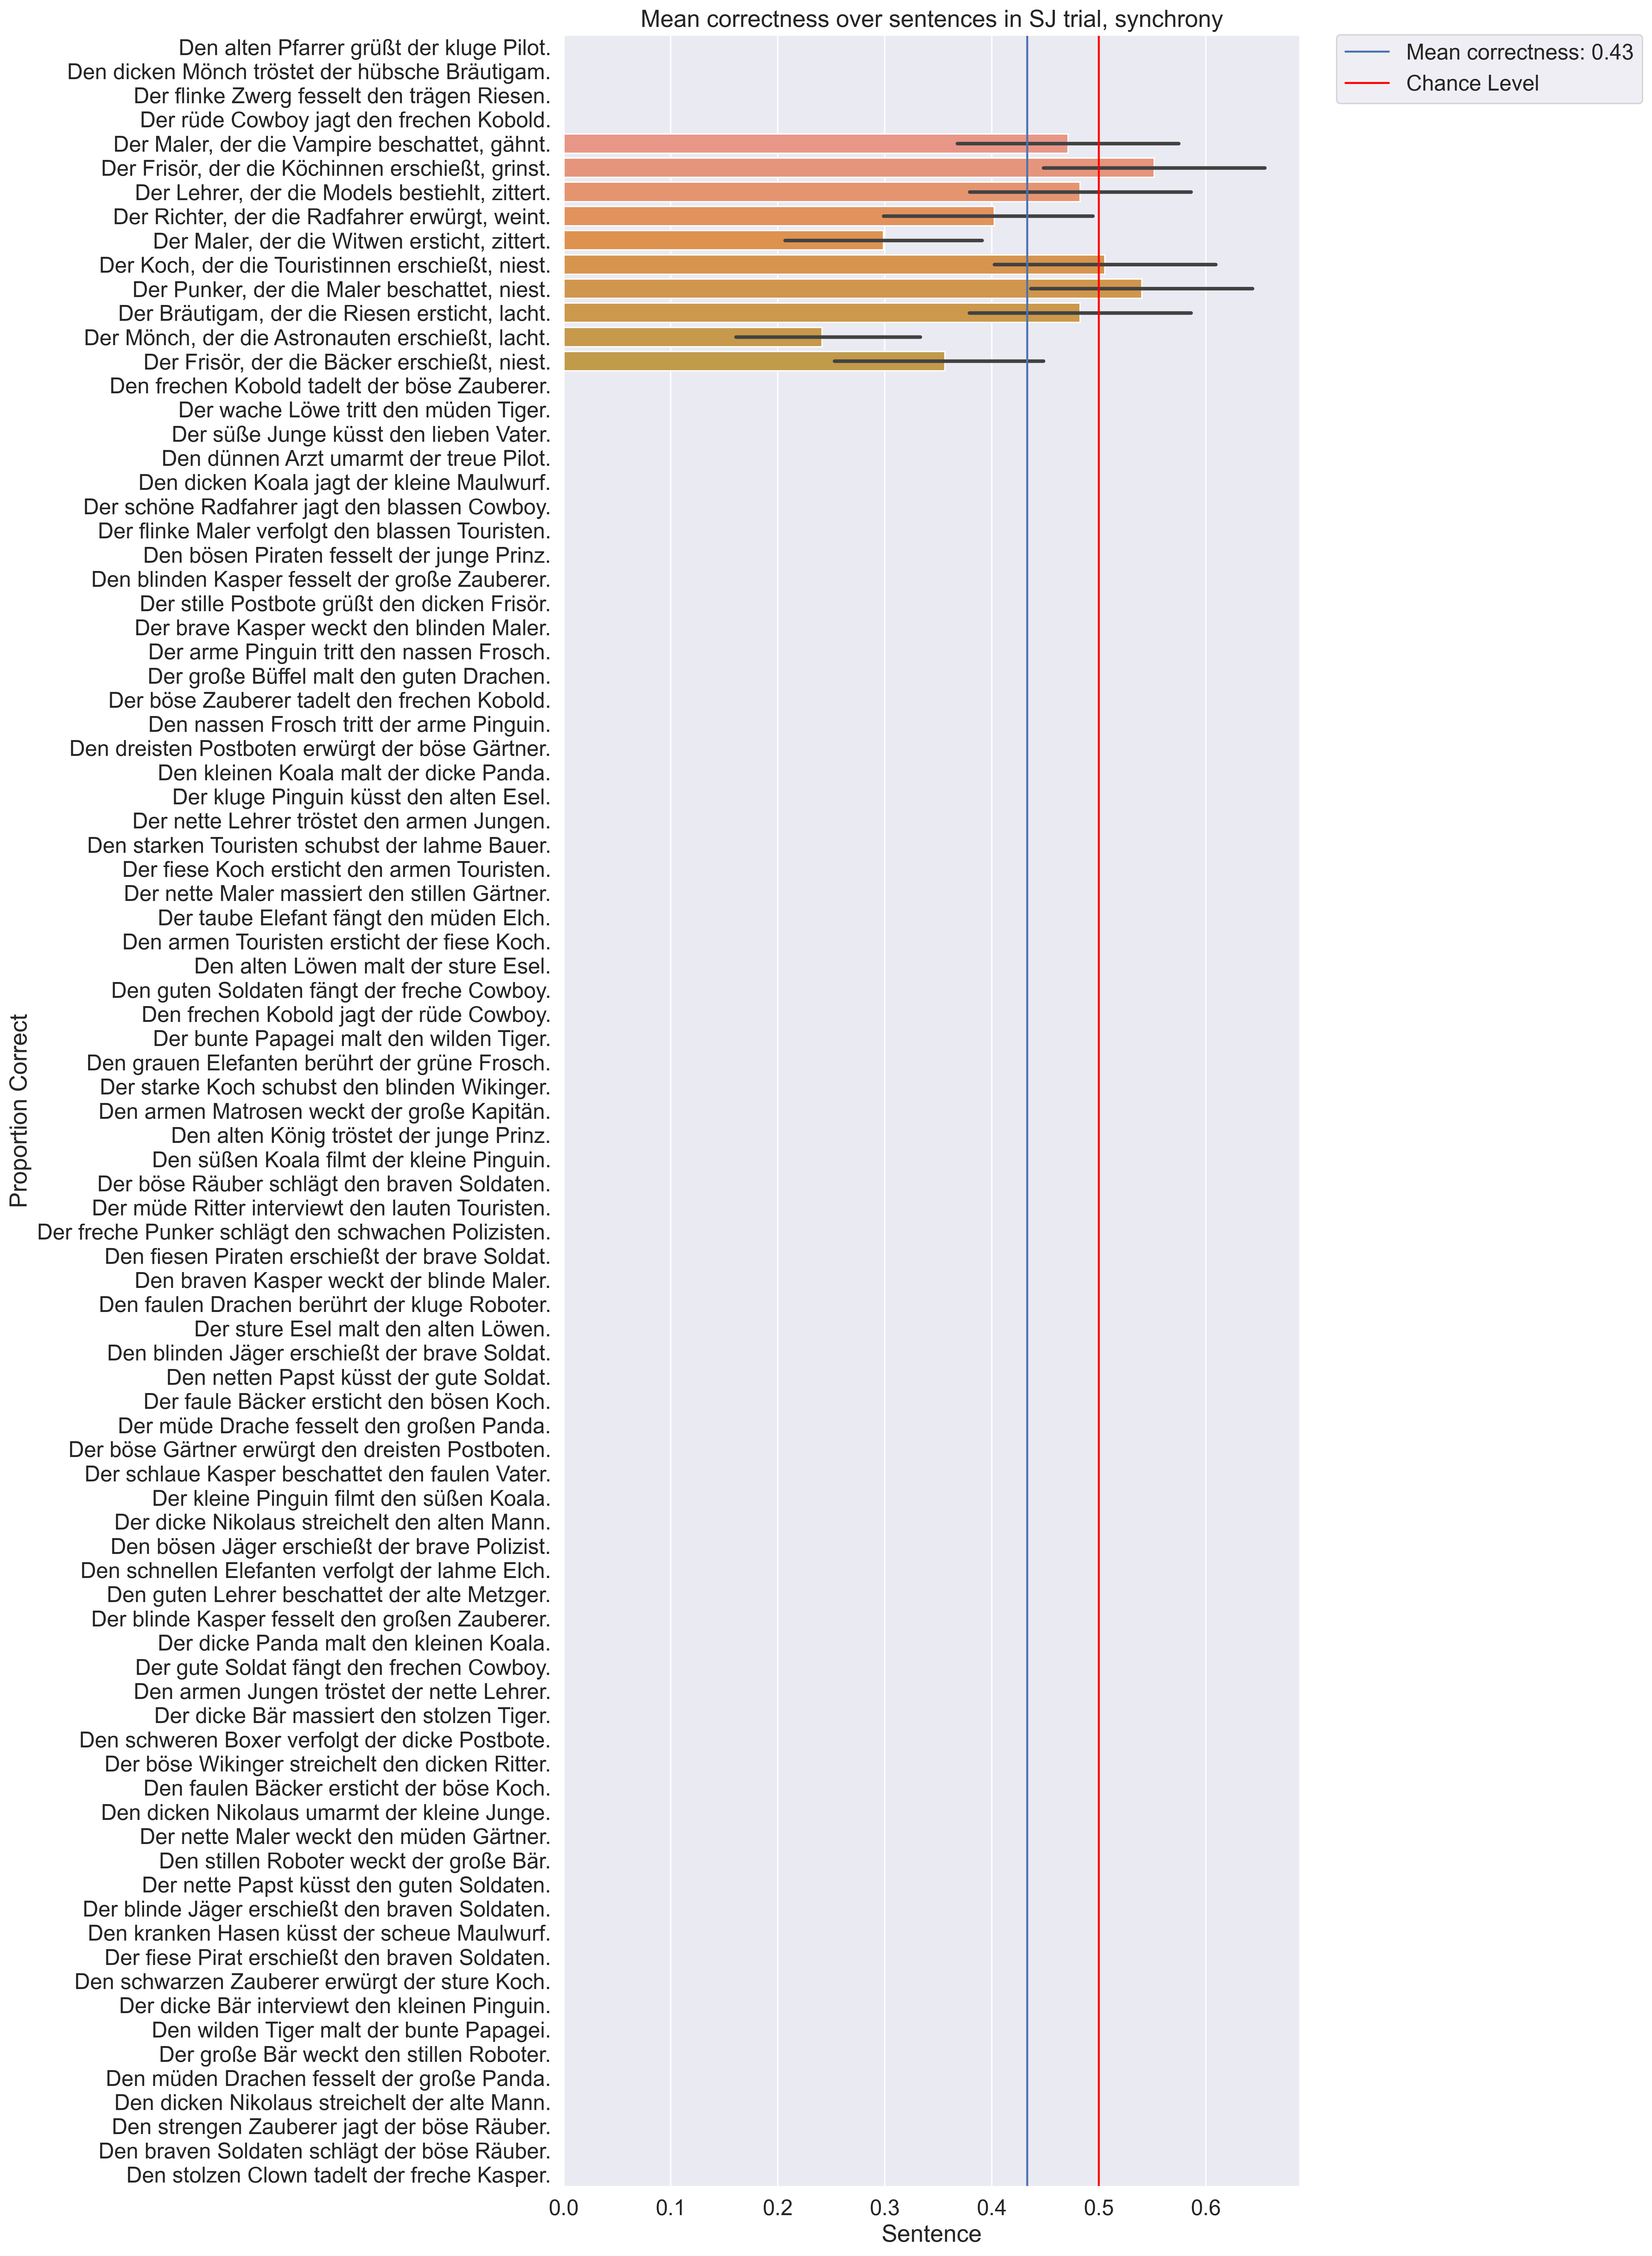 Mean correctness over sentences in SJ trial, synchrony
Mean correctness: 0.43
Chance Level
Proportion Correct
Den alten Pfarrer grüßt der kluge Pilot.
Den dicken Mönch tröstet der hübsche Bräutigam.
Der flinke Zwerg fesselt den trägen Riesen.
Der rüde Cowboy jagt den frechen Kobold.
Der Maler, der die Vampire beschattet, gähnt.
Der Frisör, der die Köchinnen erschießt, grinst.
Der Lehrer, der die Models bestiehlt, zittert.
Der Richter, der die Radfahrer erwürgt, weint.
Der Maler, der die Witwen ersticht, zittert.
Der Koch, der die Touristinnen erschießt, niest.
Der Punker, der die Maler beschattet, niest.
Der Bräutigam, der die Riesen ersticht, lacht.
Der Mönch, der die Astronauten erschießt, lacht.
Der Frisör, der die Bäcker erschießt, niest.
Den frechen Kobold tadelt der böse Zauberer.
Der wache Löwe tritt den müden Tiger.
Der süße Junge küsst den lieben Vater.
Den dünnen Arzt umarmt der treue Pilot.
Den dicken Koala jagt der kleine Maulwurf.
Der schöne Radfahrer jagt den blassen Cowboy.
Der flinke Maler verfolgt den blassen Touristen.
Den bösen Piraten fesselt der junge Prinz.
Den blinden Kasper fesselt der große Zauberer.
Der stille Postbote grüßt den dicken Frisör.
Der brave Kasper weckt den blinden Maler.
Der arme Pinguin tritt den nassen Frosch.
Der große Büffel malt den guten Drachen.
Der böse Zauberer tadelt den frechen Kobold.
Den nassen Frosch tritt der arme Pinguin.
Den dreisten Postboten erwürgt der böse Gärtner.
Den kleinen Koala malt der dicke Panda.
Der kluge Pinguin küsst den alten Esel.
Der nette Lehrer tröstet den armen Jungen.
Den starken Touristen schubst der lahme Bauer.
Der fiese Koch ersticht den armen Touristen.
Der nette Maler massiert den stillen Gärtner.
Der taube Elefant fängt den müden Elch.
Den armen Touristen ersticht der fiese Koch.
Den alten Löwen malt der sture Esel.
Den guten Soldaten fängt der freche Cowboy.
Den frechen Kobold jagt der rüde Cowboy.
Der bunte Papagei malt den wilden Tiger.
Den grauen Elefanten berührt der grüne Frosch.
Der starke Koch schubst den blinden Wikinger.
Den armen Matrosen weckt der große Kapitän.
Den alten König tröstet der junge Prinz.
Den süßen Koala filmt der kleine Pinguin.
Der böse Räuber schlägt den braven Soldaten.
Der müde Ritter interviewt den lauten Touristen.
Der freche Punker schlägt den schwachen Polizisten.
Den fiesen Piraten erschießt der brave Soldat.
Den braven Kasper weckt der blinde Maler.
Den faulen Drachen berührt der kluge Roboter.
Der sture Esel malt den alten Löwen.
Den blinden Jäger erschießt der brave Soldat.
Den netten Papst küsst der gute Soldat.
Der faule Bäcker ersticht den bösen Koch.
Der müde Drache fesselt den großen Panda.
Der böse Gärtner erwürgt den dreisten Postboten.
Der schlaue Kasper beschattet den faulen Vater.
Der kleine Pinguin filmt den süßen Koala.
Der dicke Nikolaus streichelt den alten Mann.
Den bösen Jäger erschießt der brave Polizist.
Den schnellen Elefanten verfolgt der lahme Elch.
Den guten Lehrer beschattet der alte Metzger.
Der blinde Kasper fesselt den großen Zauberer.
Der dicke Panda malt den kleinen Koala.
Der gute Soldat fängt den frechen Cowboy.
Den armen Jungen tröstet der nette Lehrer.
Der dicke Bär massiert den stolzen Tiger.
Den schweren Boxer verfolgt der dicke Postbote.
Der böse Wikinger streichelt den dicken Ritter.
Den faulen Bäcker ersticht der böse Koch.
Den dicken Nikolaus umarmt der kleine Junge.
Der nette Maler weckt den müden Gärtner.
Den stillen Roboter weckt der große Bär.
Der nette Papst küsst den guten Soldaten.
Der blinde Jäger erschießt den braven Soldaten.
Den kranken Hasen küsst der scheue Maulwurf.
Der fiese Pirat erschießt den braven Soldaten.
Den schwarzen Zauberer erwürgt der sture Koch.
Der dicke Bär interviewt den kleinen Pinguin.
Den wilden Tiger malt der bunte Papagei.
Der große Bär weckt den stillen Roboter.
Den müden Drachen fesselt der große Panda.
Den dicken Nikolaus streichelt der alte Mann.
Den strengen Zauberer jagt der böse Räuber.
Den braven Soldaten schlägt der böse Räuber.
Den stolzen Clown tadelt der freche Kasper.
0.0 0.1 0.2 0.3 0.4 0.5 0.6
Sentence